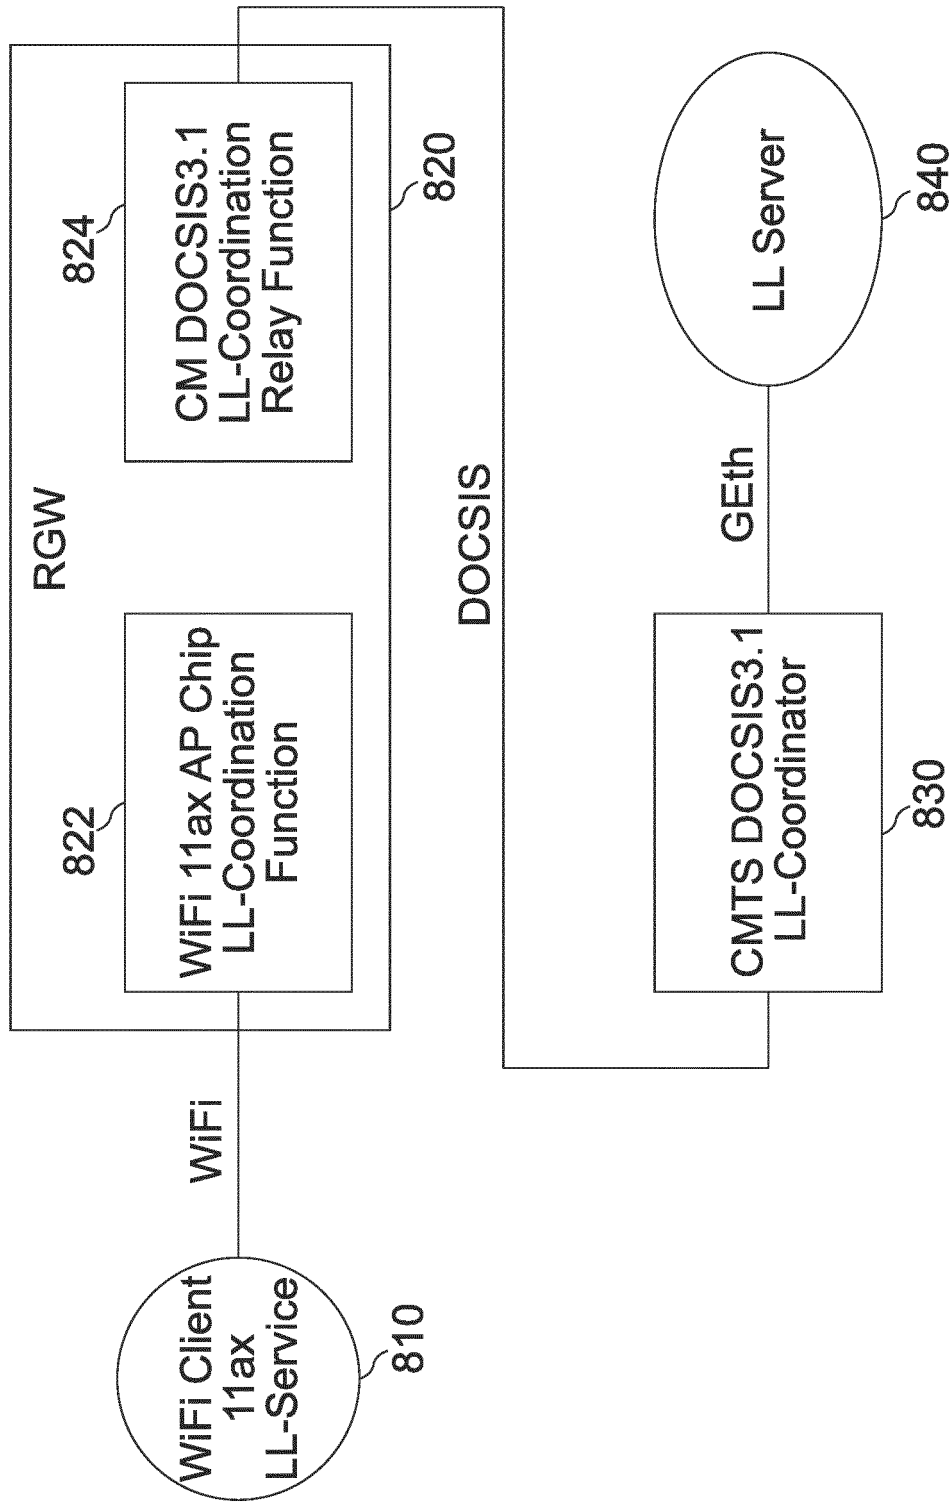 RGW
824
CM DOCSIS3.1
LL-Coordination
Relay Function
820
822
WiFi 11ax AP Chip
LL-Coordination
Function
WiFi
WiFi Client
11ax
LL-Service
810
DOCSIS
CMTS DOCSIS3.1
LL-Coordinator
830
GEth
LL Server
840